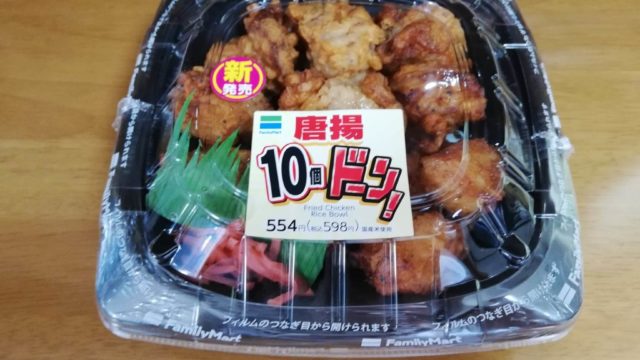 新
発売
FamilyMart
唐揚
10個ドーン!
Fried Chicken
Rice Bowl
554円(税込598円)国産米使用
フィルムのつなぎ目から開けられます
FamilyMart
FamilyMart